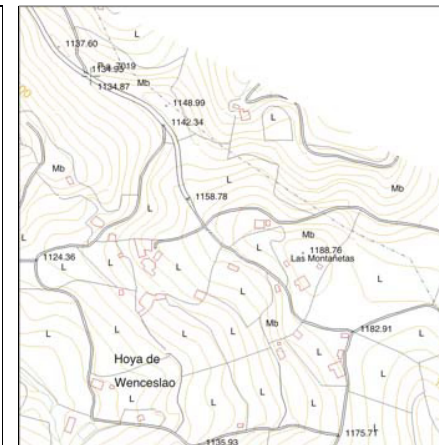 L
1137.60
1134.93
Mb
1134.87
1148.99
1142.34
L
L
Mb
Mb
L
1158.78
L
L
L
Mb
1188.76
Las Montañetas
1124.36
L
L
L
L
L
L
Mb
1182.91
L
L
L
L
L
Hoya de
Wenceslao
L
L
L
L
L
1175.71
1135.93